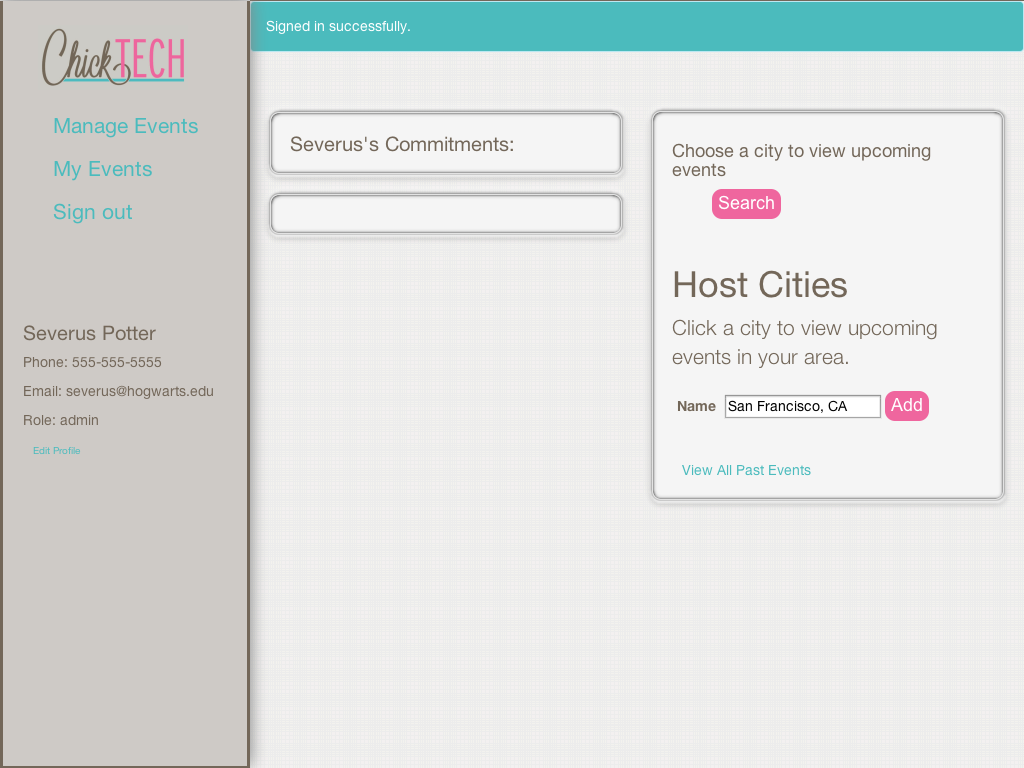 ChickTECH
Manage Events
My Events
Sign out
Severus Potter
Phone: 555-555-5555
Email: severus@hogwarts.edu
Role: admin
Edit Profile
Signed in successfully.
Severus's Commitments:
Choose a city to view upcoming
events
Search
Host Cities
Click a city to view upcoming
events in your area.
Name San Francisco, CA Add
View All Past Events